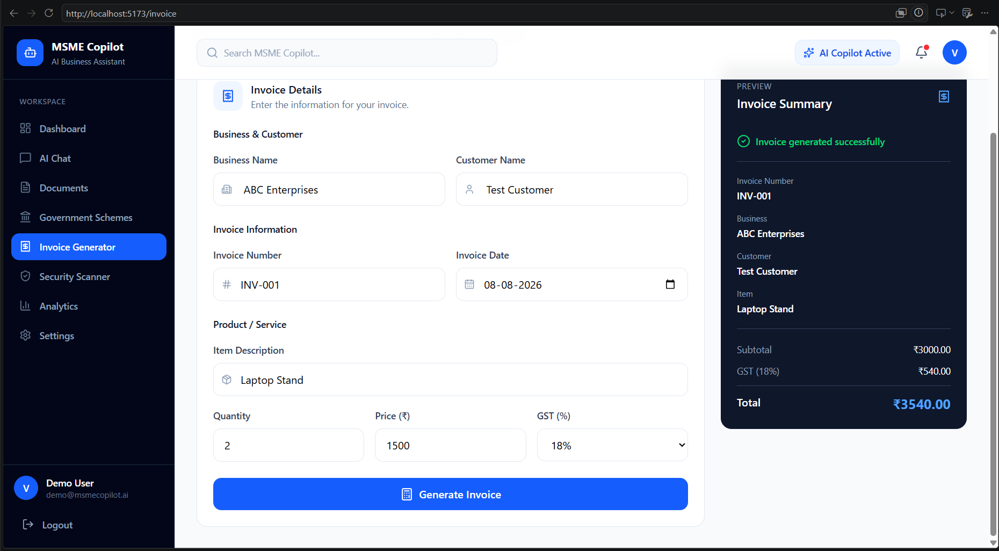 http://localhost:5173/invoice
MSME Copilot
AI Business Assistant
WORKSPACE
Dashboard
AI Chat
Documents
Government Schemes
Invoice Generator
Security Scanner
Analytics
Settings
V
Demo User
demo@msmecopilot.ai
Logout
Search MSME Copilot...
AI Copilot Active
V
Invoice Details
Enter the information for your invoice.
Business & Customer
Business Name
Customer Name
ABC Enterprises
Test Customer
Invoice Information
Invoice Number
Invoice Date
INV-001
08-08-2026
Product / Service
Item Description
Laptop Stand
Quantity
Price (₹)
GST (%)
2
1500
18%
Generate Invoice
PREVIEW
Invoice Summary
Invoice generated successfully
Invoice Number
INV-001
Business
ABC Enterprises
Customer
Test Customer
Item
Laptop Stand
Subtotal ₹3000.00
GST (18%) ₹540.00
Total ₹3540.00